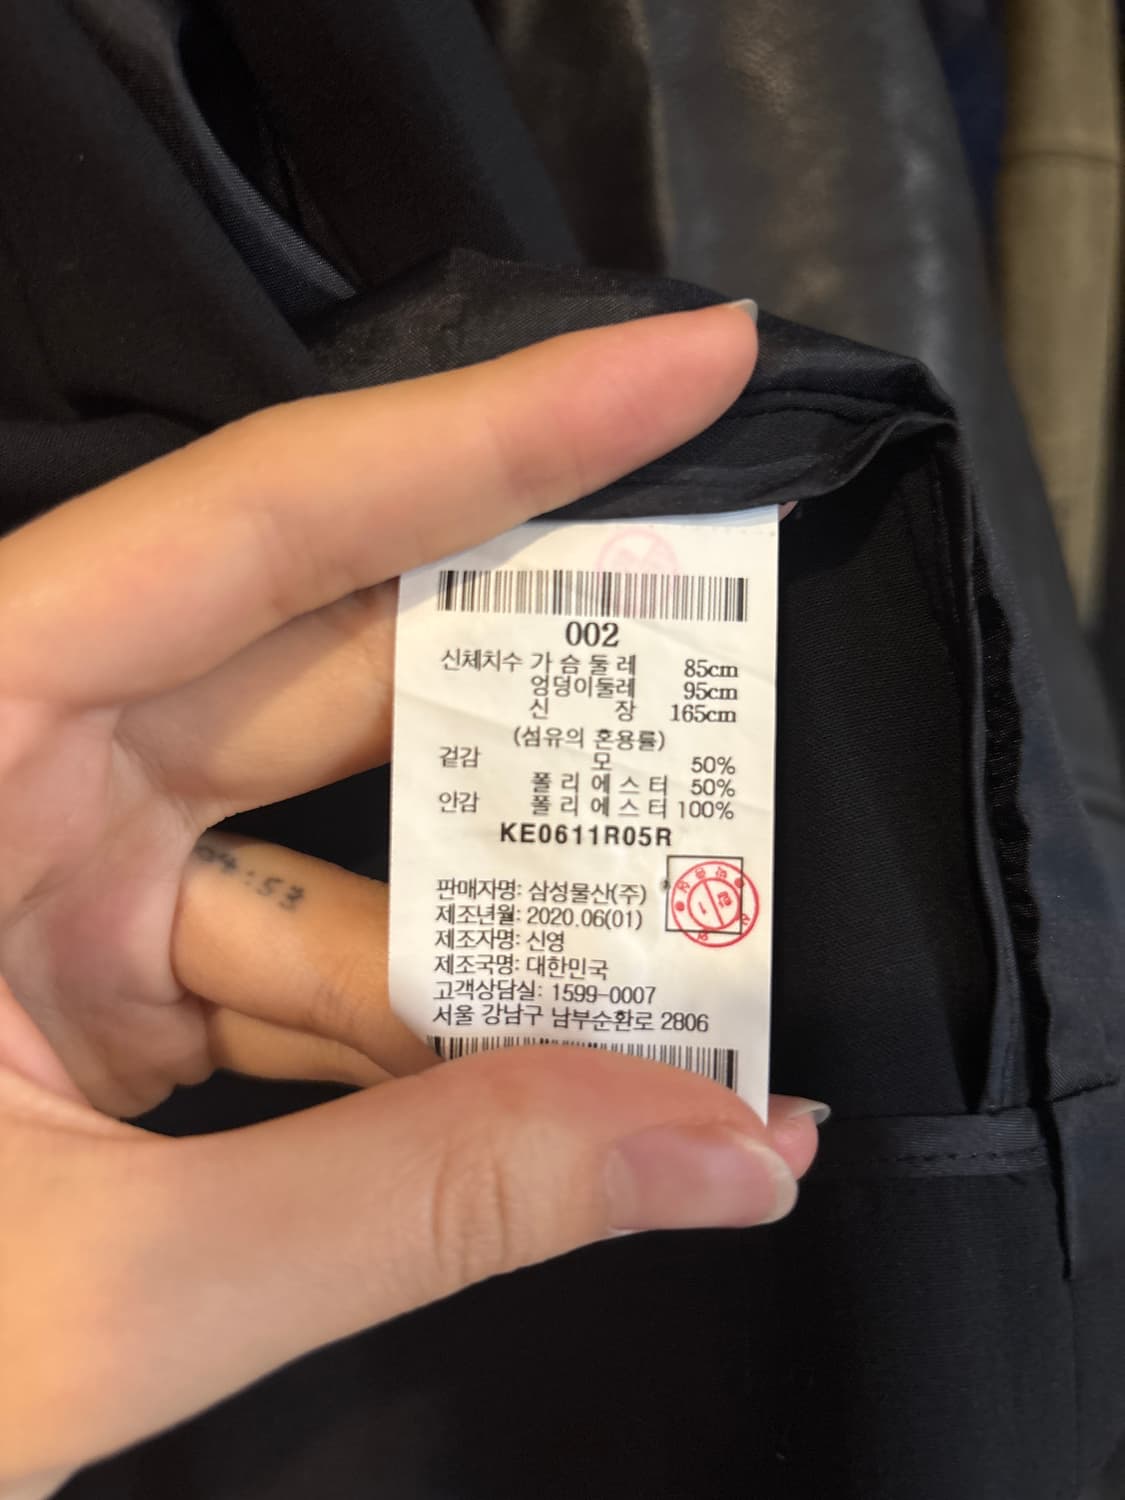 002
신체치수 가 슴 둘 레 85cm
엉덩이둘레 95cm
신 장 165cm
(섬유의 혼용률)
겉감 모 50%
폴 리 에 스 터 50%
안감 폴 리 에 스 터 100%
KE0611R05R
판매자명: 삼성물산(주)
제조년월: 2020.06(01)
제조자명: 신영
제조국명: 대한민국
고객상담실: 1599-0007
서울 강남구 남부순환로 2806